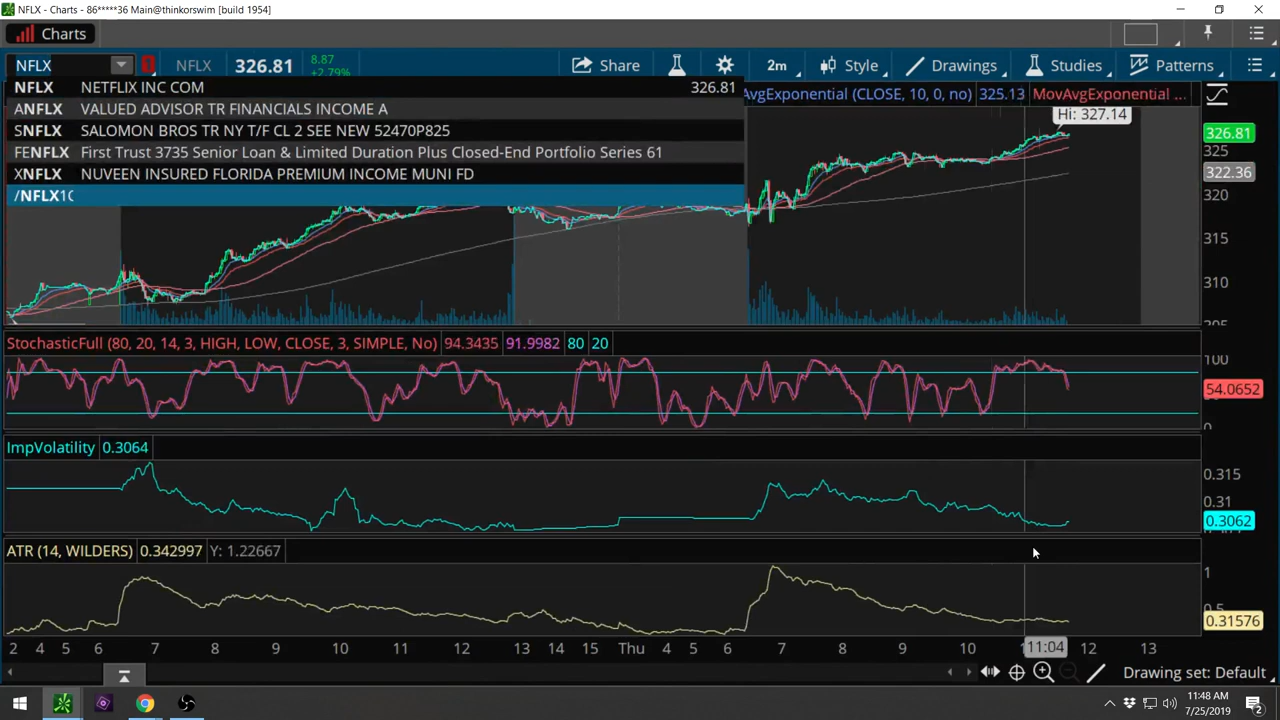 NFLX - Charts - 86*****36 Main@thinkorswim [build 1954]
Charts
NFLX
1
NFLX
326.81
8.87
+2.79%
Share
2m
Style
Drawings
Studies
Patterns
NFLX NETFLIX INC COM 326.81
ANFLX VALUED ADVISOR TR FINANCIALS INCOME A
SNFLX SALOMON BROS TR NY T/F CL 2 SEE NEW 52470P825
FENFLX First Trust 3735 Senior Loan & Limited Duration Plus Closed-End Portfolio Series 61
XNFLX NUVEEN INSURED FLORIDA PREMIUM INCOME MUNI FD
/NFLX1C
AvgExponential (CLOSE, 10, 0, no) 325.13 MovAvgExponential ...
Hi: 327.14
326.81
325
322.36
320
315
310
305
StochasticFull (80, 20, 14, 3, HIGH, LOW, CLOSE, 3, SIMPLE, No) 94.3435 91.9982 80 20
100
54.0652
0
ImpVolatility 0.3064
0.315
0.31
0.3062
ATR (14, WILDERS) 0.342997 Y: 1.22667
1
0.5
0.31576
2 4 5 6 7 8 9 10 11 12 13 14 15 Thu 4 5 6 7 8 9 10 11:04 12 13
Drawing set: Default
11:48 AM
7/25/2019
2